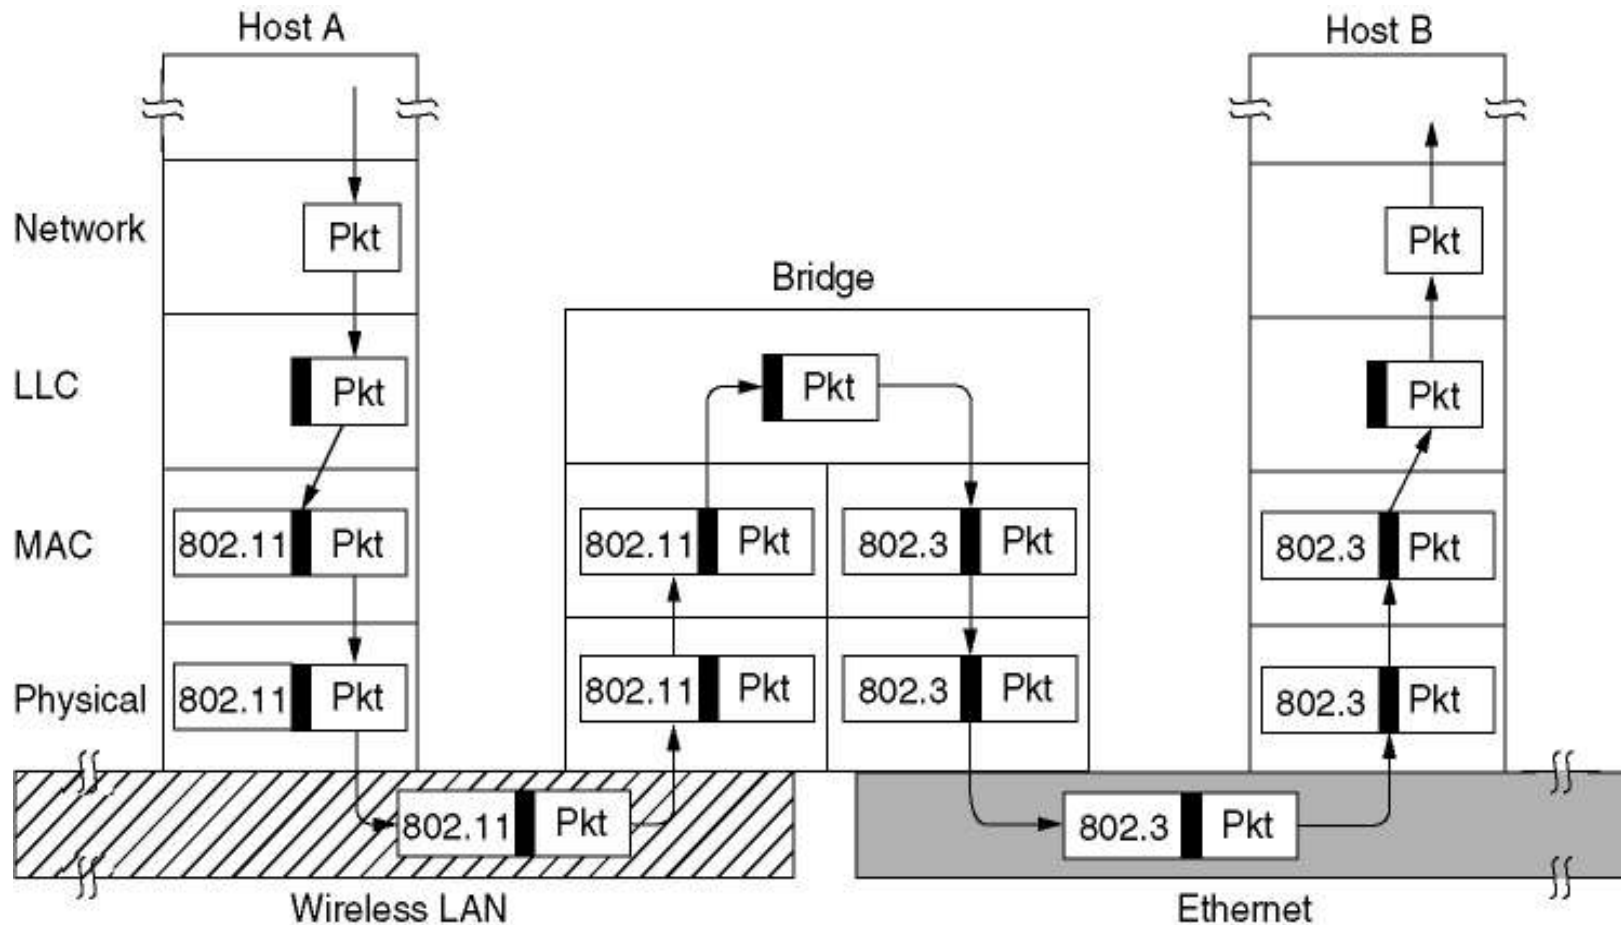 Host A
Host B
Network
Pkt
Pkt
Bridge
LLC
Pkt
Pkt
Pkt
MAC
802.11 Pkt
802.11 Pkt
802.3 Pkt
802.3 Pkt
Physical
802.11 Pkt
802.11 Pkt
802.3 Pkt
802.3 Pkt
802.11 Pkt
802.3 Pkt
Wireless LAN
Ethernet